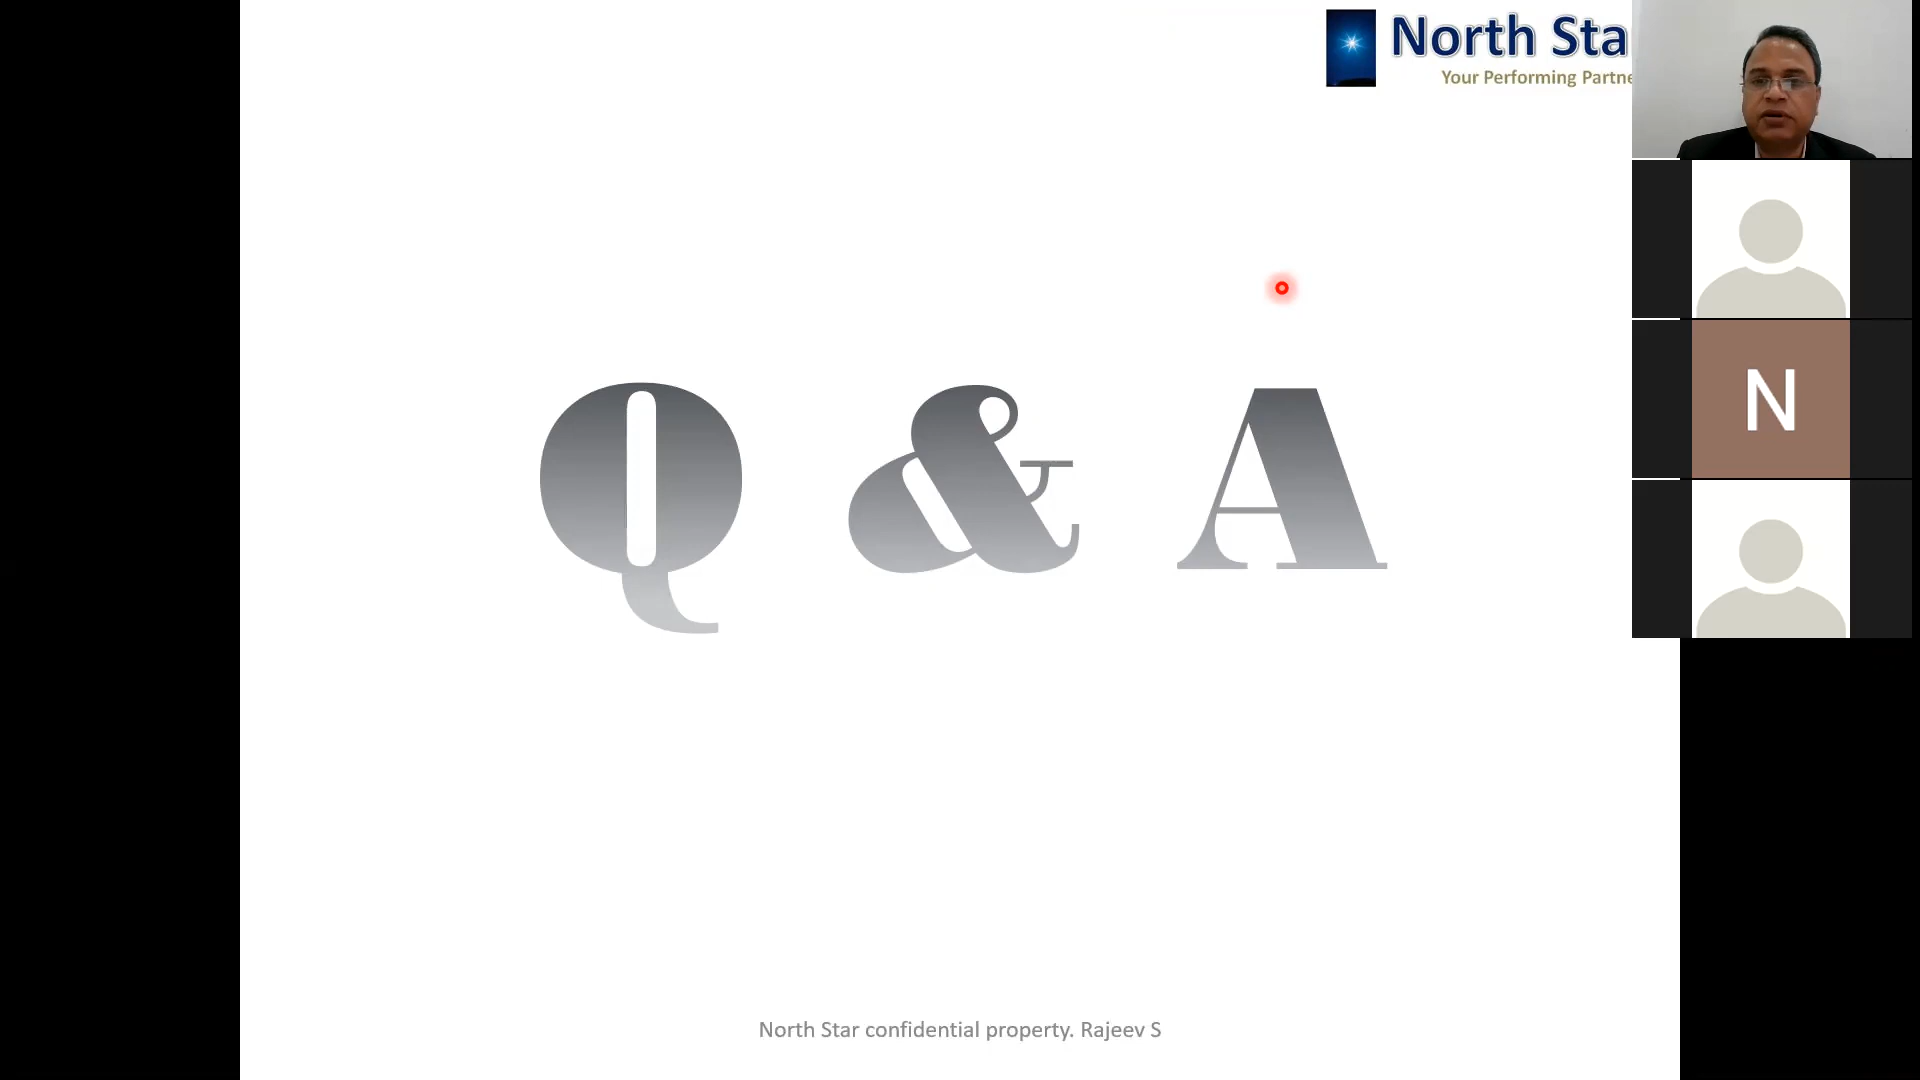 North Sta
Your Performing Partne
N
Q & A
North Star confidential property. Rajeev S